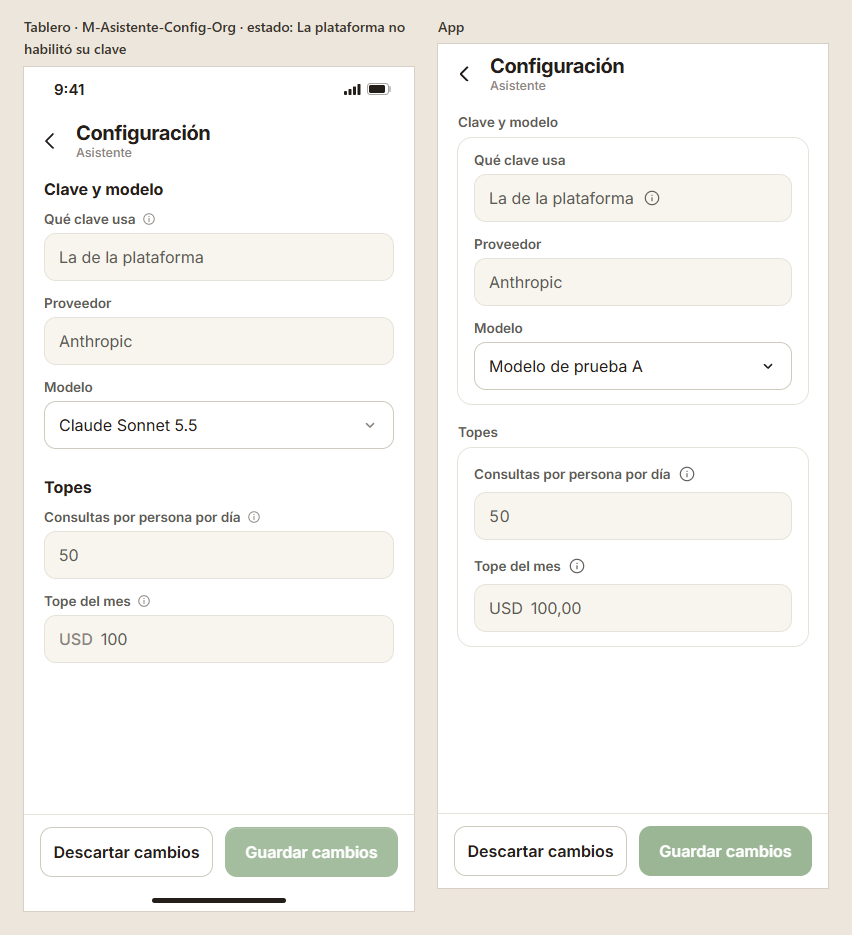 Tablero · M-Asistente-Config-Org · estado: La plataforma no
habilitó su clave
9:41
Configuración
Asistente
Clave y modelo
Qué clave usa
La de la plataforma
Proveedor
Anthropic
Modelo
Claude Sonnet 5.5
Topes
Consultas por persona por día
50
Tope del mes
USD 100
Descartar cambios
Guardar cambios
App
Configuración
Asistente
Clave y modelo
Qué clave usa
La de la plataforma
Proveedor
Anthropic
Modelo
Modelo de prueba A
Topes
Consultas por persona por día
50
Tope del mes
USD 100,00
Descartar cambios
Guardar cambios